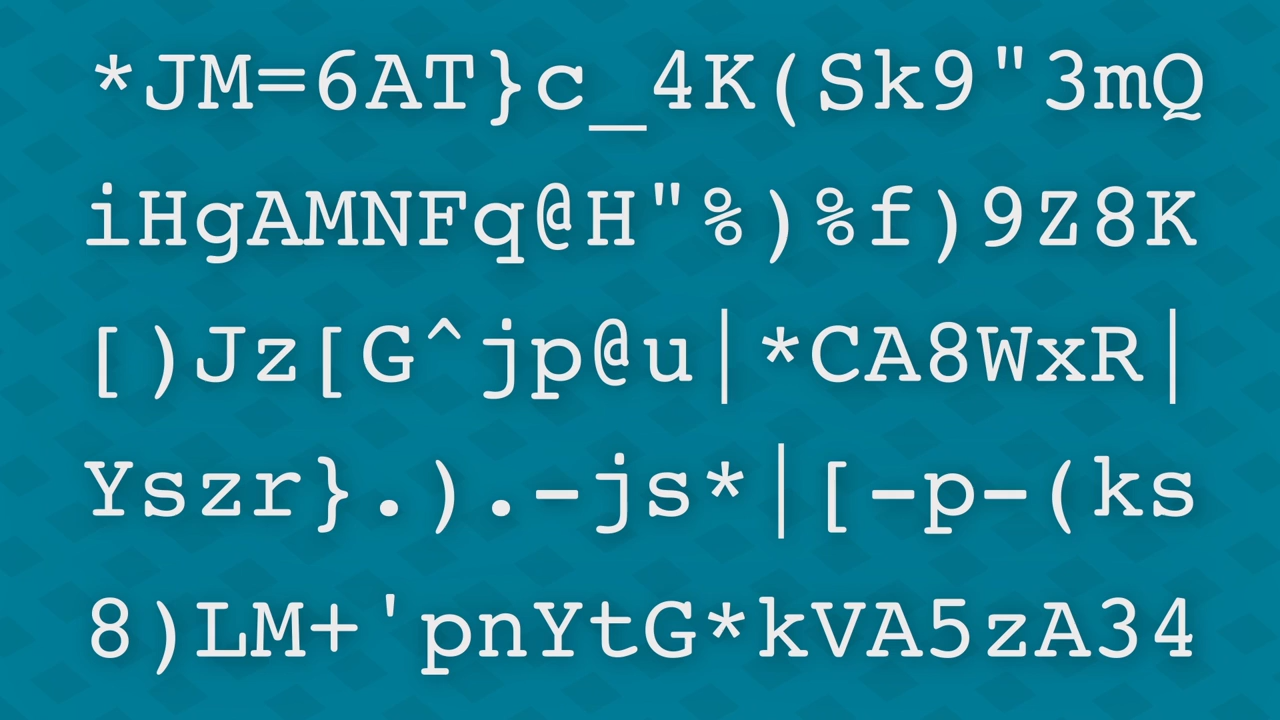 *JM=6AT}c_4K(Sk9"3mQ
iHgAMNFq@H"%)%f)9Z8K
[)Jz[G^jp@u|*CA8WxR|
Yszr}.).-js*|[-p-(ks
8)LM+'pnYtG*kVA5zA34